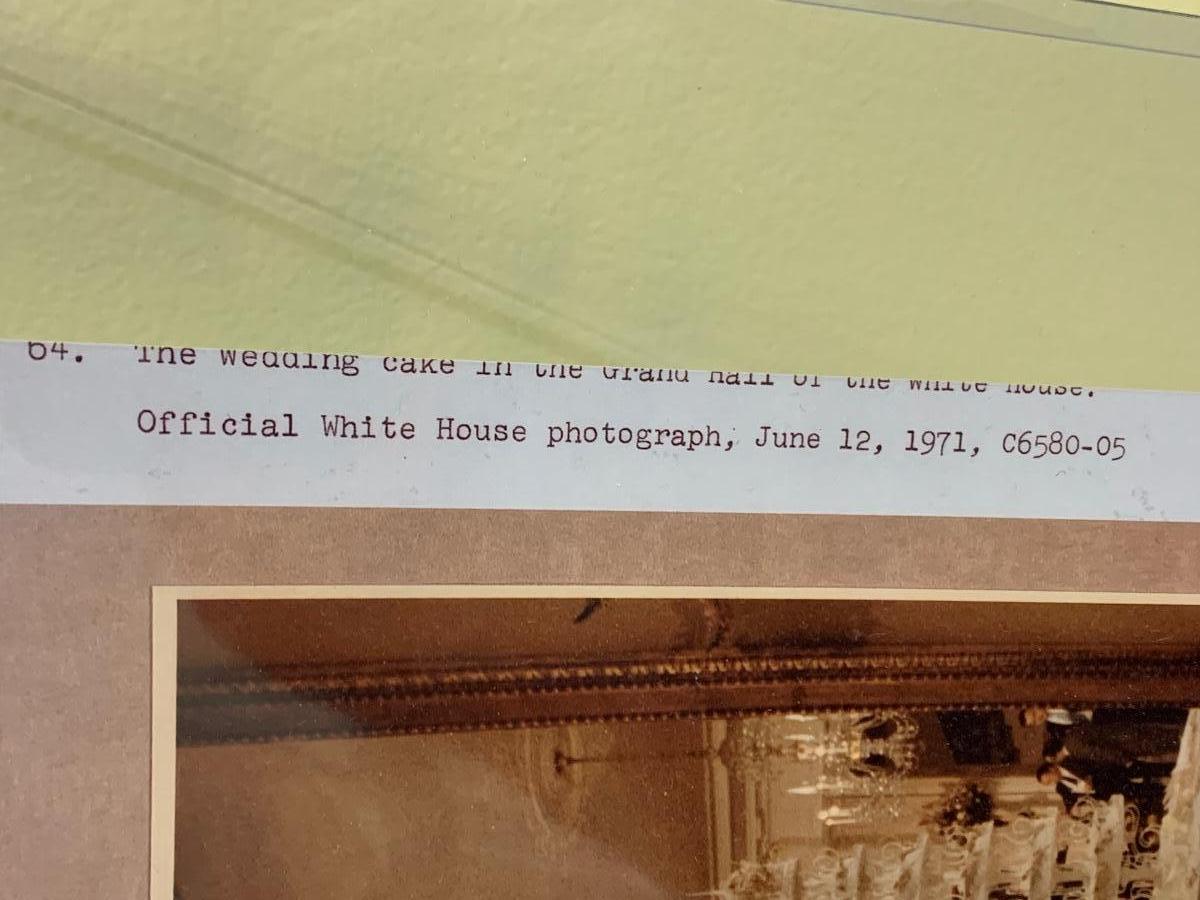 64. The wedding cake in the Grand Hall of the White House.
Official White House photograph, June 12, 1971, C6580-05